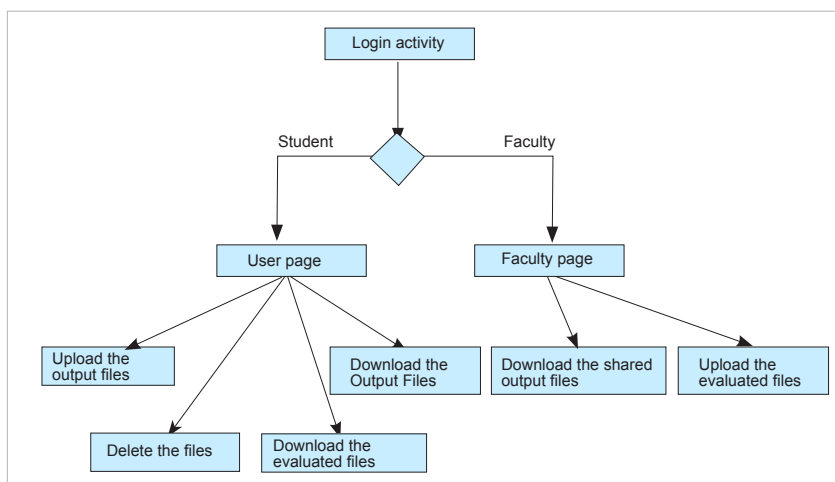 Login activity
Student
Faculty
User page
Faculty page
Upload the
output files
Download the
Output Files
Download the shared
output files
Upload the
evaluated files
Delete the files
Download the
evaluated files